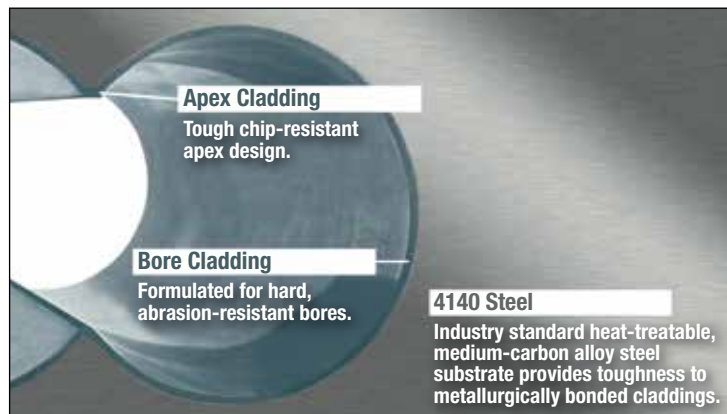 Apex Cladding
Tough chip-resistant
apex design.
Bore Cladding
Formulated for hard,
abrasion-resistant bores.
4140 Steel
Industry standard heat-treatable,
medium-carbon alloy steel
substrate provides toughness to
metallurgically bonded claddings.